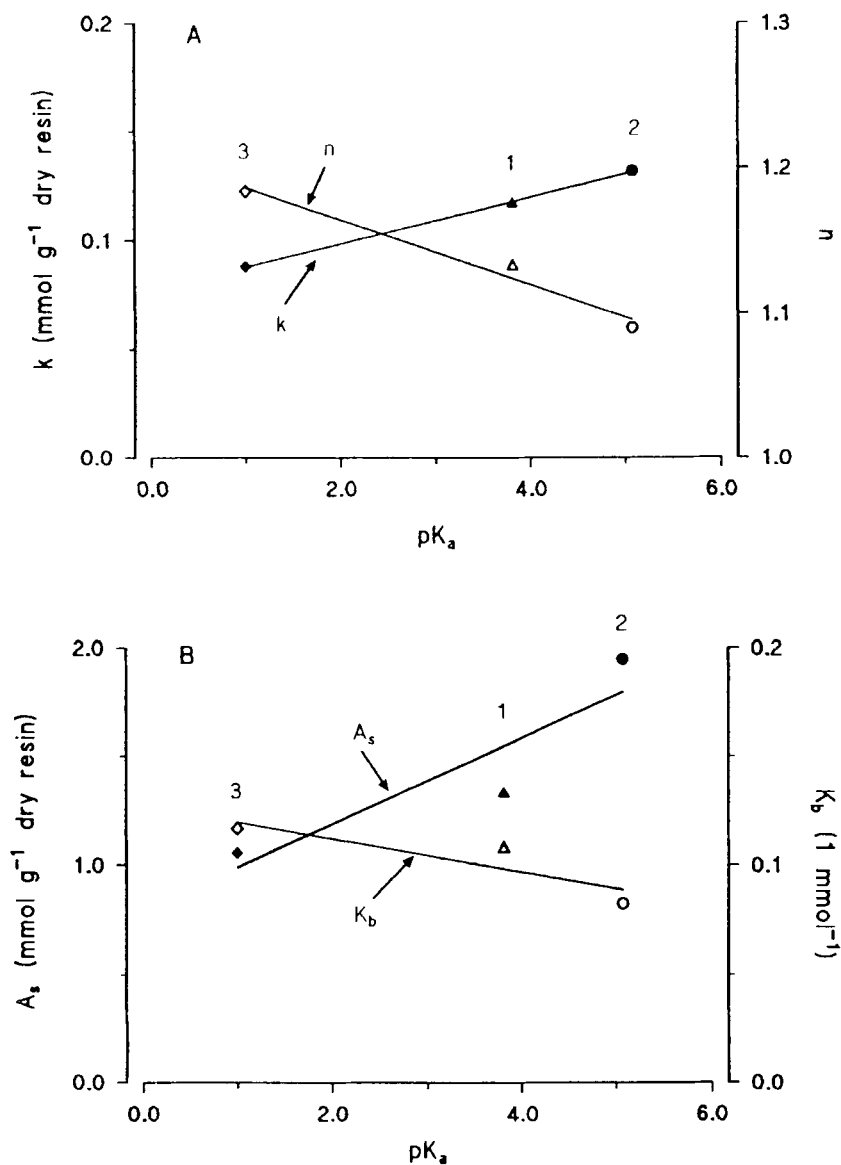 A
0.2
0.1
0.0
k (mmol g⁻¹ dry resin)
1.3
1.2
1.1
1.0
n
3
n
1
2
k
0.0
2.0
4.0
6.0
pKₐ
B
2.0
1.0
0.0
Aₛ (mmol g⁻¹ dry resin)
0.2
0.1
0.0
K_b (1 mmol⁻¹)
2
1
Aₛ
3
K_b
0.0
2.0
4.0
6.0
pKₐ